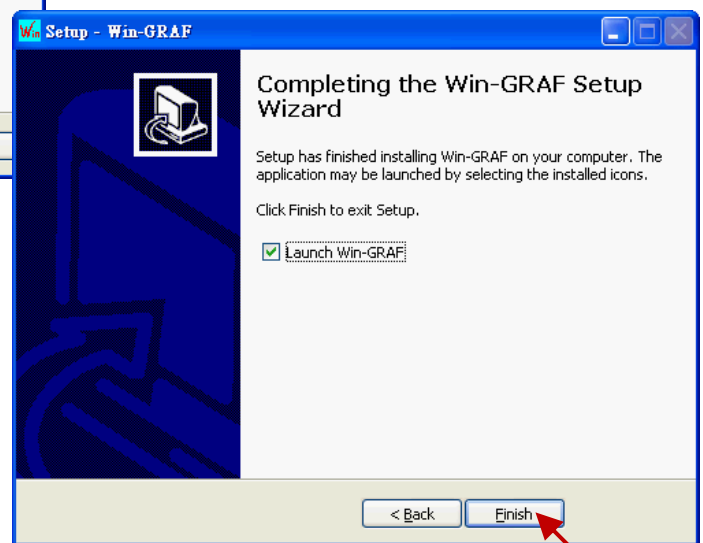 Win Setup - Win-GRAF
Completing the Win-GRAF Setup
Wizard
Setup has finished installing Win-GRAF on your computer. The
application may be launched by selecting the installed icons.
Click Finish to exit Setup.
Launch Win-GRAF
< Back
Finish